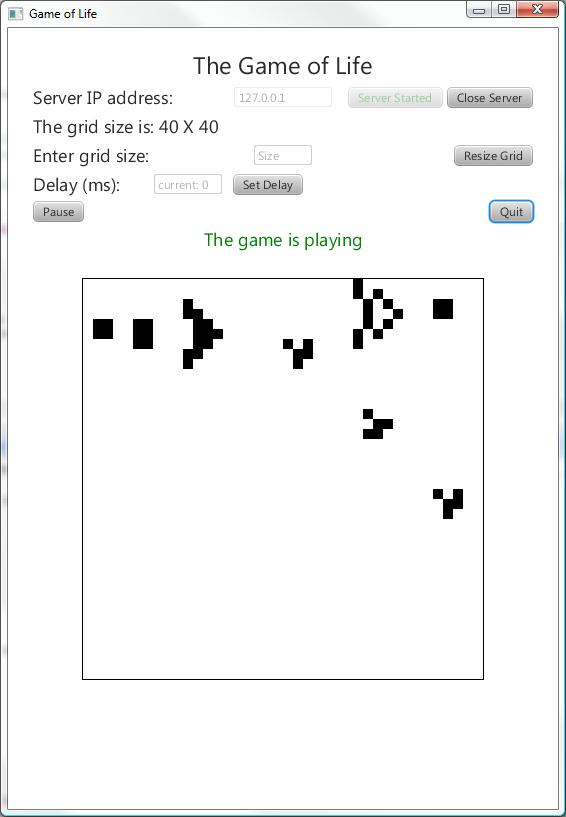 Game of Life
The Game of Life
Server IP address: 127.0.0.1 Server Started Close Server
The grid size is: 40 X 40
Enter grid size: Size Resize Grid
Delay (ms): current: 0 Set Delay
Pause Quit
The game is playing